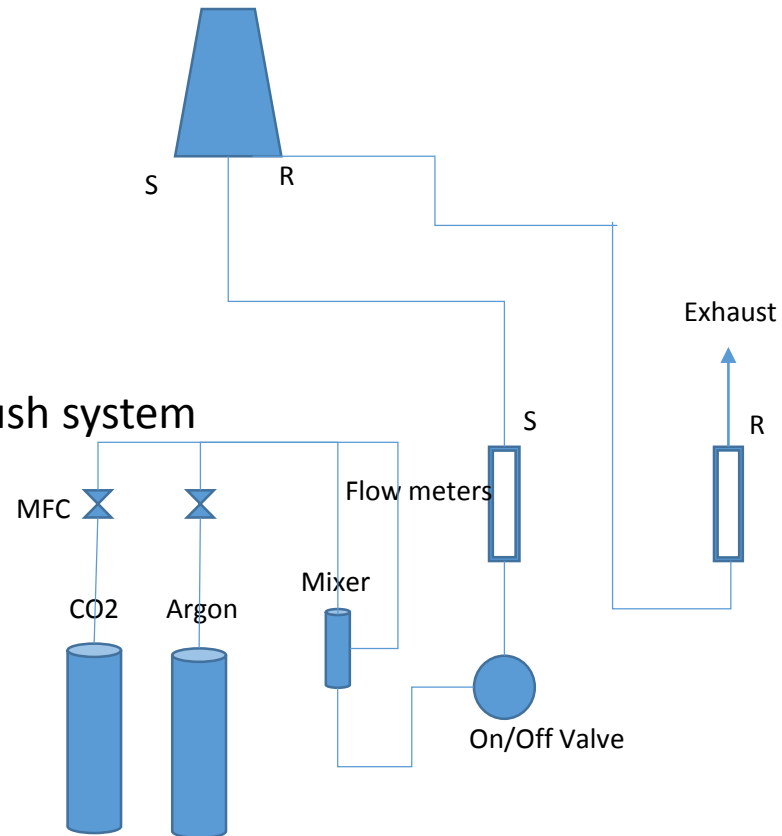 S
R
Exhaust
ush system
S
R
MFC
Flow meters
Mixer
CO2
Argon
On/Off Valve